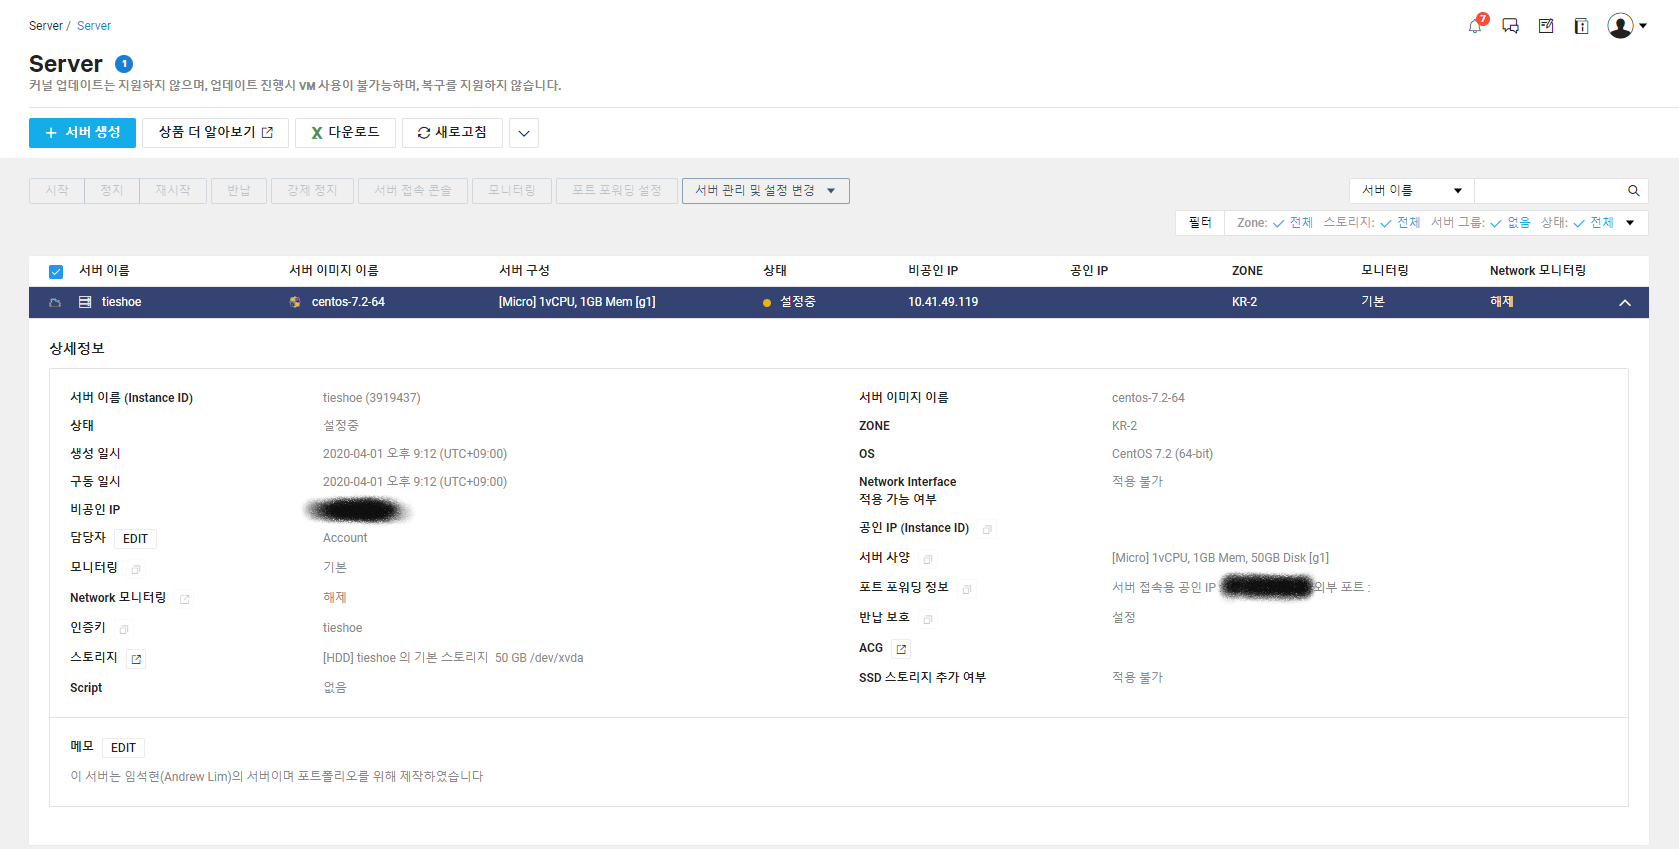 Server / Server
7
Server 1
커널 업데이트는 지원하지 않으며, 업데이트 진행시 VM 사용이 불가능하며, 복구를 지원하지 않습니다.
+ 서버 생성 상품 더 알아보기 다운로드 새로고침
시작 정지 재시작 반납 강제 정지 서버 접속 콘솔 모니터링 포트 포워딩 설정 서버 관리 및 설정 변경 서버 이름
필터 Zone: 전체 스토리지: 전체 서버 그룹: 없음 상태: 전체
서버 이름 서버 이미지 이름 서버 구성 상태 비공인 IP 공인 IP ZONE 모니터링 Network 모니터링
tieshoe centos-7.2-64 [Micro] 1vCPU, 1GB Mem [g1] 설정중 10.41.49.119 KR-2 기본 해제
상세정보
서버 이름 (Instance ID) tieshoe (3919437) 서버 이미지 이름 centos-7.2-64
상태 설정중 ZONE KR-2
생성 일시 2020-04-01 오후 9:12 (UTC+09:00) OS CentOS 7.2 (64-bit)
구동 일시 2020-04-01 오후 9:12 (UTC+09:00) Network Interface 적용 불가
적용 가능 여부
비공인 IP
공인 IP (Instance ID)
담당자 EDIT Account
서버 사양 [Micro] 1vCPU, 1GB Mem, 50GB Disk [g1]
모니터링 기본
포트 포워딩 정보 서버 접속용 공인 IP 외부 포트 :
Network 모니터링 해제
반납 보호 설정
인증키 tieshoe
ACG
스토리지 [HDD] tieshoe 의 기본 스토리지 50 GB /dev/xvda
SSD 스토리지 추가 여부 적용 불가
Script 없음
메모 EDIT
이 서버는 임석현(Andrew Lim)의 서버이며 포트폴리오를 위해 제작하였습니다